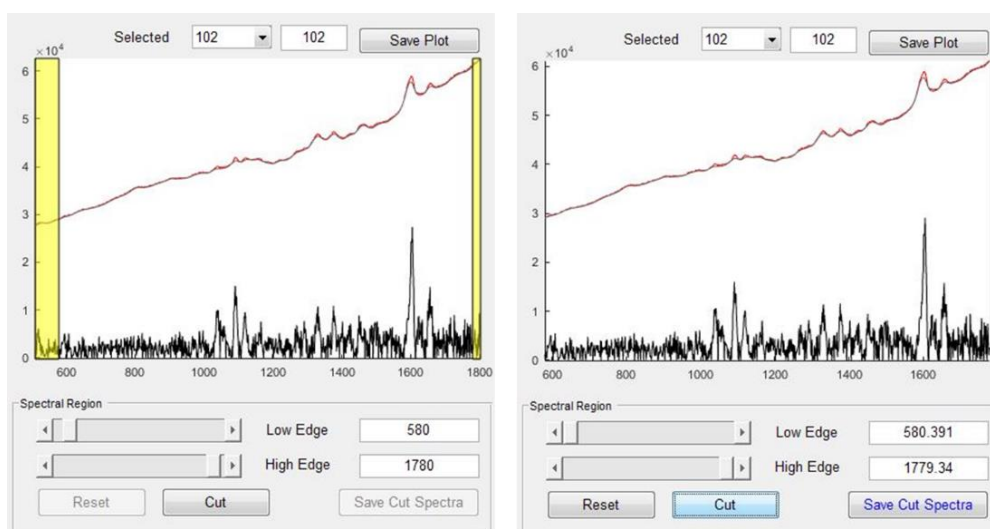 Selected 102 102 Save Plot
×10⁴
6
5
4
3
2
1
0
600 800 1000 1200 1400 1600 1800
Spectral Region
Low Edge 580
High Edge 1780
Reset Cut Save Cut Spectra
Selected 102 102 Save Plot
×10⁴
6
5
4
3
2
1
0
600 800 1000 1200 1400 1600
Spectral Region
Low Edge 580.391
High Edge 1779.34
Reset Cut Save Cut Spectra